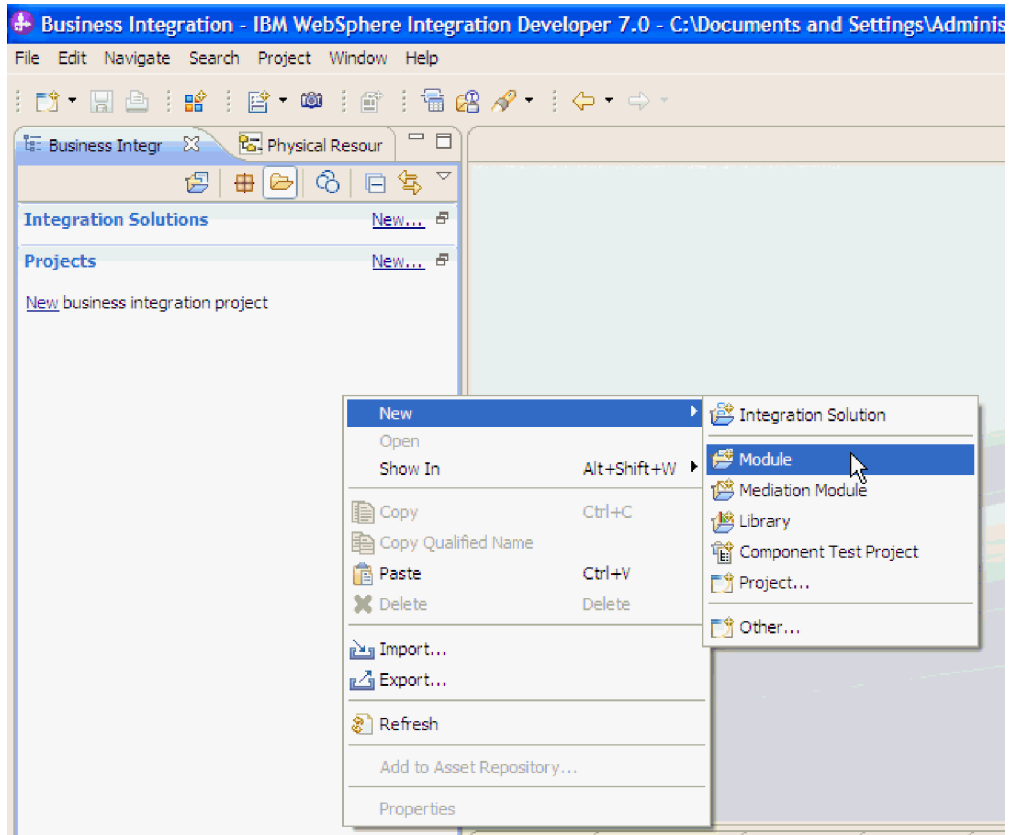 Business Integration - IBM WebSphere Integration Developer 7.0 - C:\Documents and Settings\Adminis
File Edit Navigate Search Project Window Help
Business Integr Physical Resour
Integration Solutions New...
Projects New...
New business integration project
New
Open
Show In Alt+Shift+W
Copy Ctrl+C
Copy Qualified Name
Paste Ctrl+V
Delete Delete
Import...
Export...
Refresh
Add to Asset Repository...
Properties
Integration Solution
Module
Mediation Module
Library
Component Test Project
Project...
Other...